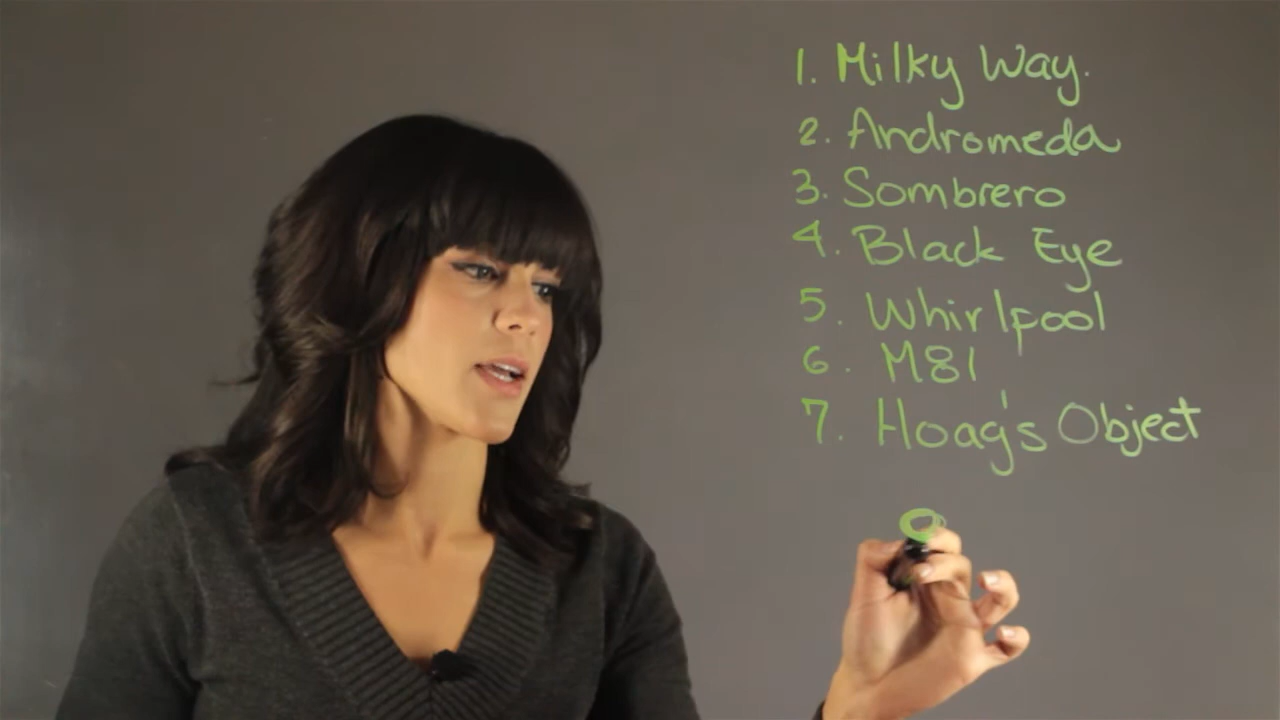 1. Milky Way.
2. Andromeda
3. Sombrero
4. Black Eye
5. Whirlpool
6. M81
7. Hoag's Object